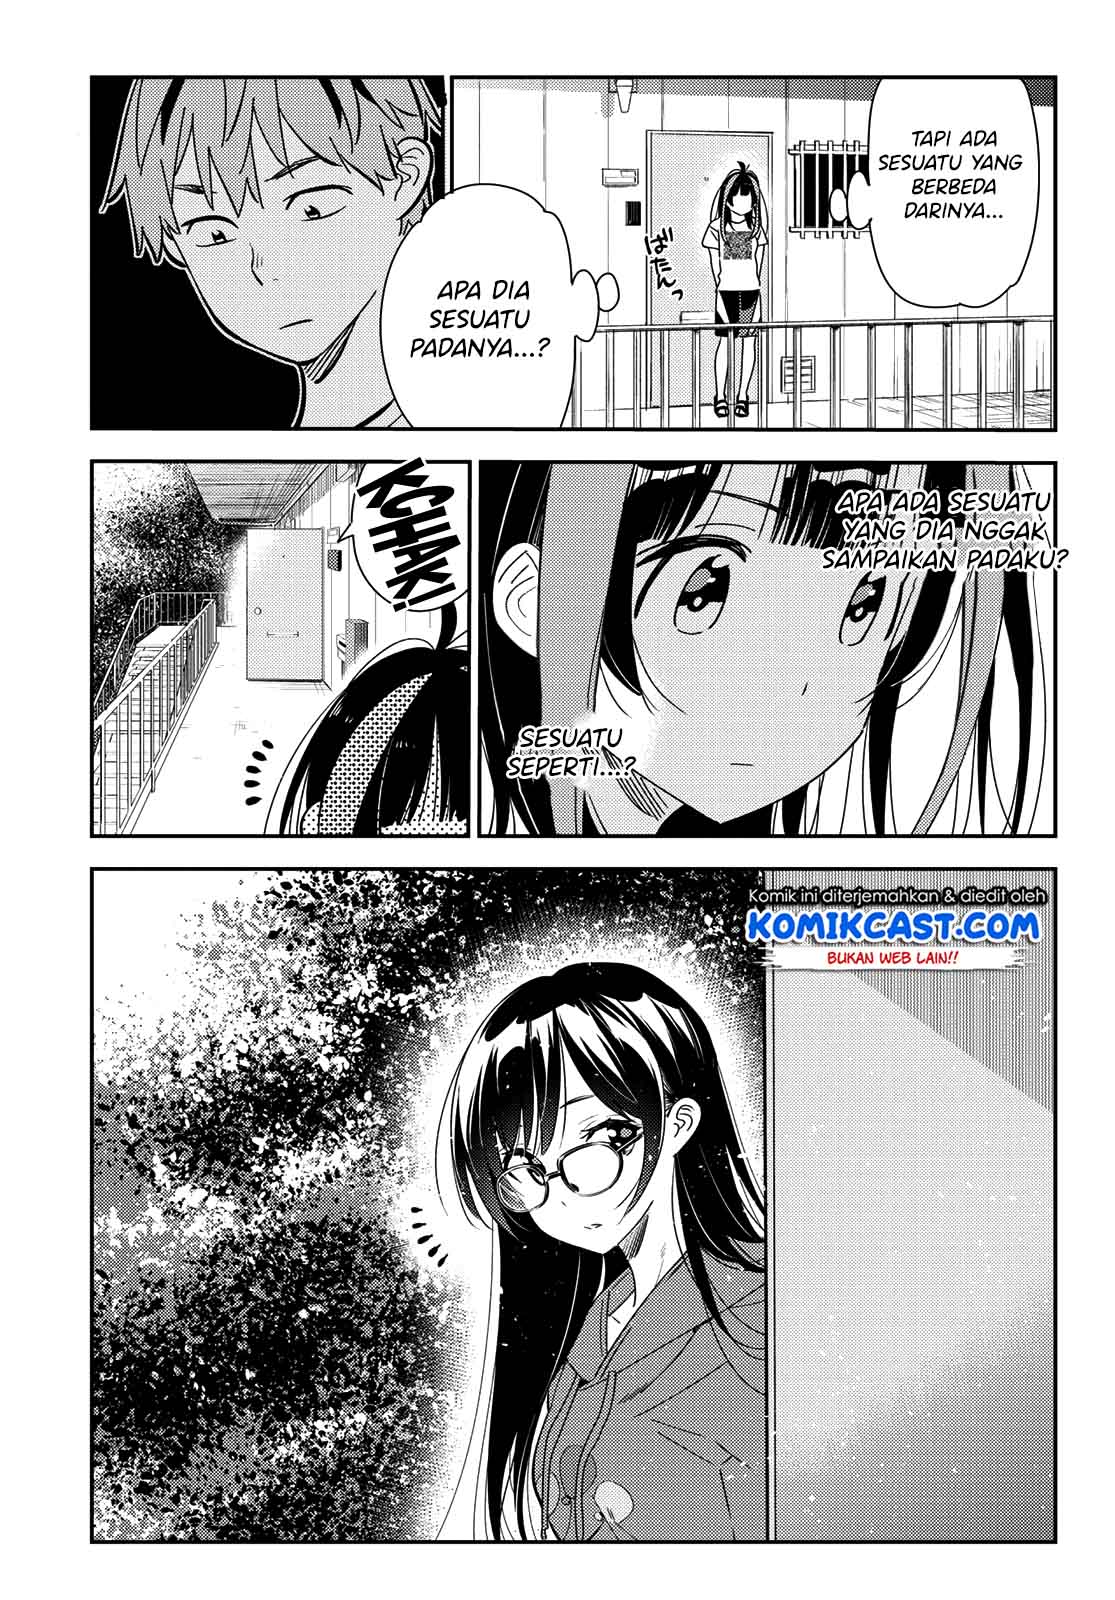 TAPI ADA
SESUATU YANG
BERBEDA
DARINYA...
ばたんっ
APA DIA
SESUATU
PADANYA...?
APA ADA SESUATU
YANG DIA NGGAK
SAMPAIKAN PADAKU?
SESUATU
SEPERTI...?
KCHAK!
Komik ini diterjemahkan & diedit oleh
KOMIKCAST.COM
BUKAN WEB LAIN!!